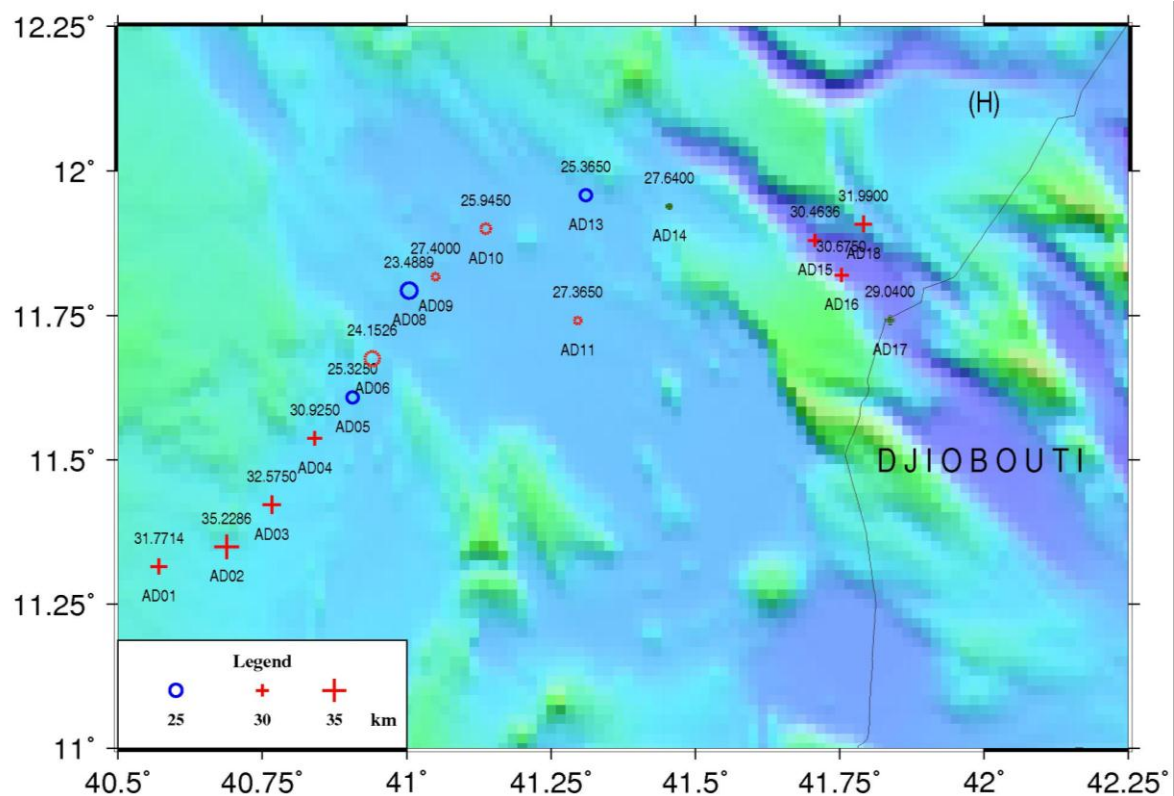 12.25°
(H)
12°
25.3650
27.6400
25.9450
31.9900
30.4636
AD13
AD14
27.4000
30.6750
AD10
AD18
23.4889
AD15
27.3650
29.0400
AD09
AD16
11.75°
AD08
24.1526
AD11
AD17
25.3250
AD06
30.9250
AD05
11.5°
DJIOBOUTI
AD04
32.5750
35.2286
AD03
31.7714
AD02
AD01
11.25°
Legend
25 30 35 km
11°
40.5° 40.75° 41° 41.25° 41.5° 41.75° 42° 42.25°